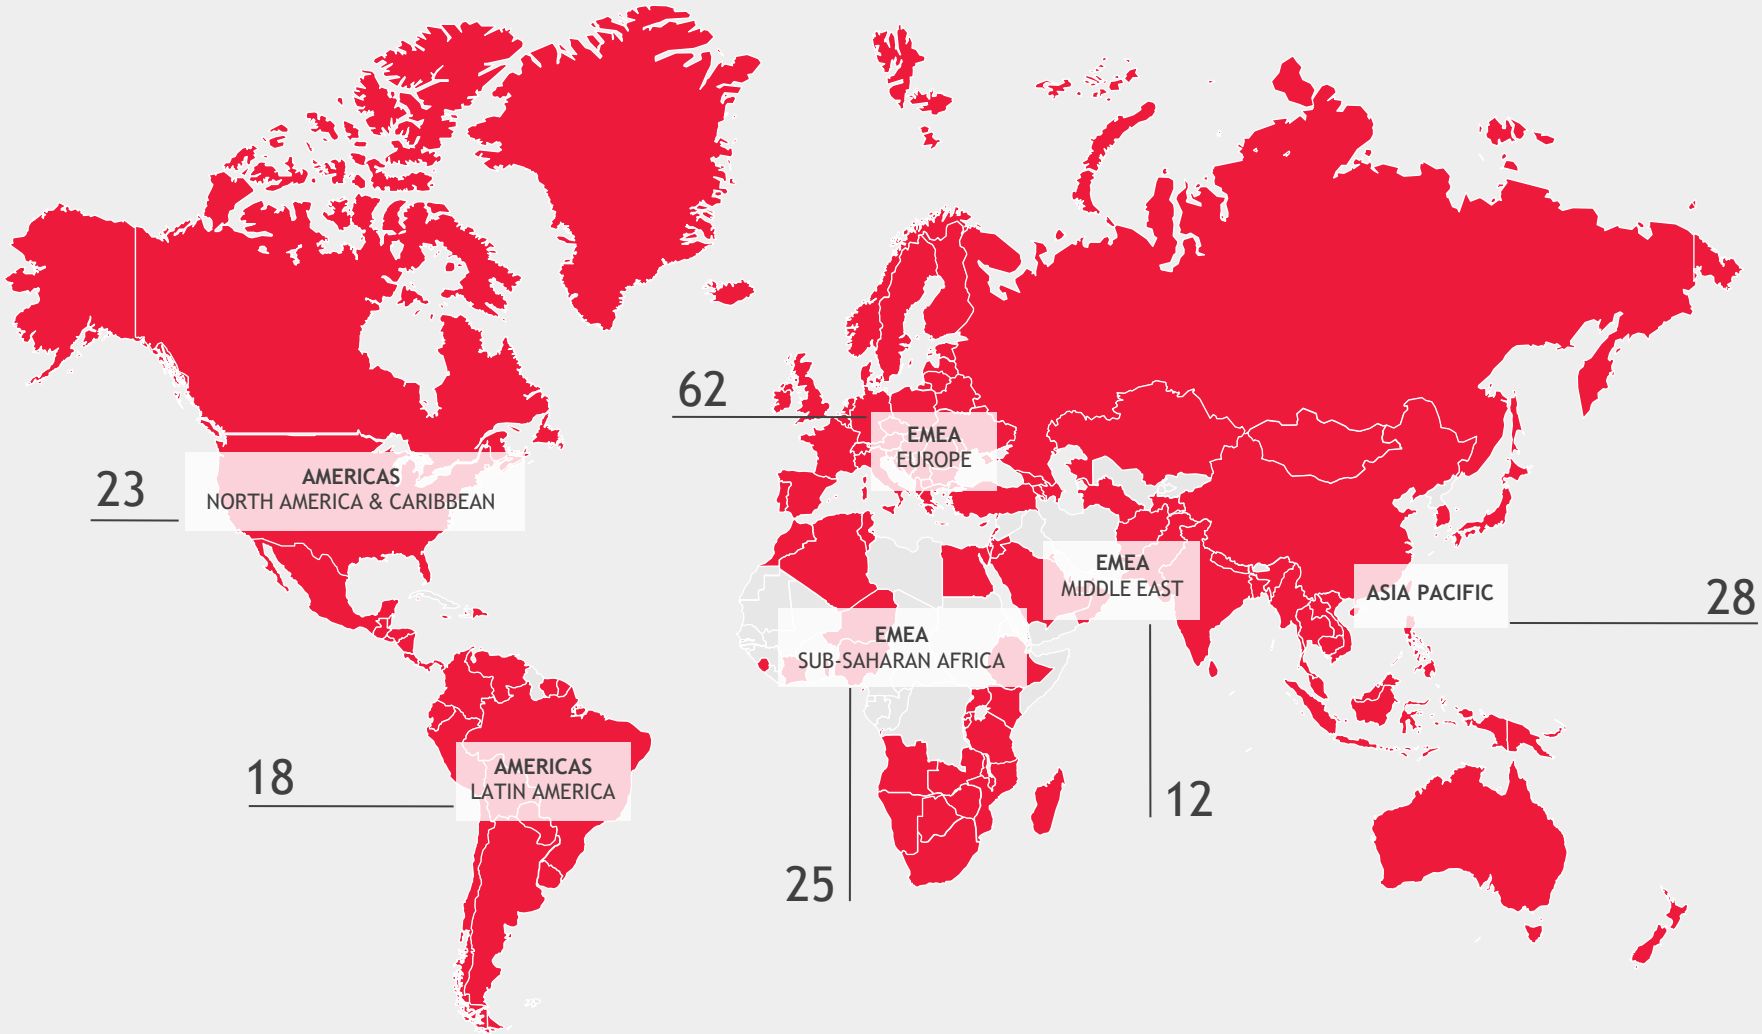 62
EMEA
EUROPE
23
AMERICAS
NORTH AMERICA & CARIBBEAN
EMEA
MIDDLE EAST
ASIA PACIFIC
28
EMEA
SUB-SAHARAN AFRICA
18
AMERICAS
LATIN AMERICA
12
25